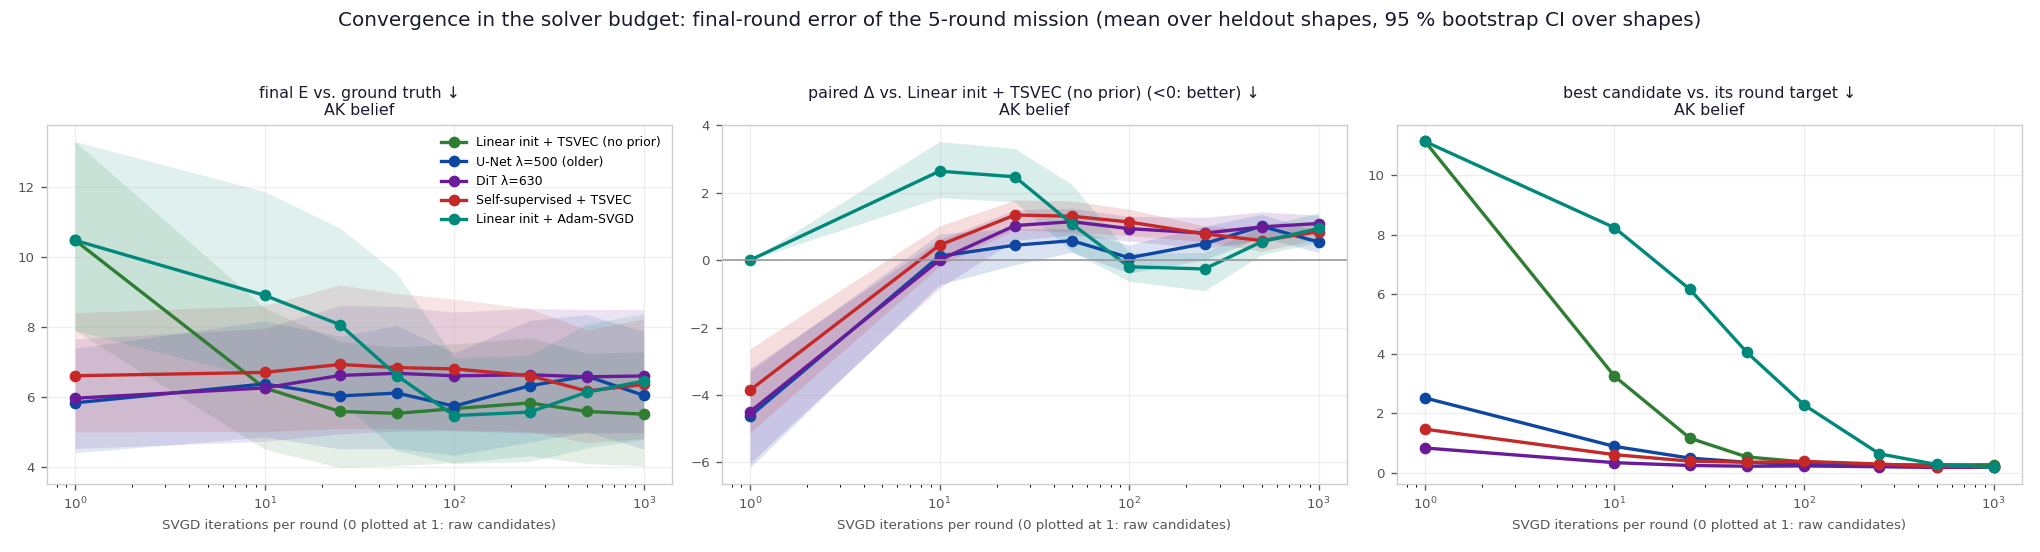 Convergence in the solver budget: final-round error of the 5-round mission (mean over heldout shapes, 95 % bootstrap CI over shapes)
final E vs. ground truth ↓
AK belief
12
10
8
6
4
10⁰
10¹
10²
10³
SVGD iterations per round (0 plotted at 1: raw candidates)
Linear init + TSVEC (no prior)
U-Net λ=500 (older)
DiT λ=630
Self-supervised + TSVEC
Linear init + Adam-SVGD
paired Δ vs. Linear init + TSVEC (no prior) (<0: better) ↓
AK belief
4
2
0
−2
−4
−6
10⁰
10¹
10²
10³
SVGD iterations per round (0 plotted at 1: raw candidates)
best candidate vs. its round target ↓
AK belief
10
8
6
4
2
0
10⁰
10¹
10²
10³
SVGD iterations per round (0 plotted at 1: raw candidates)